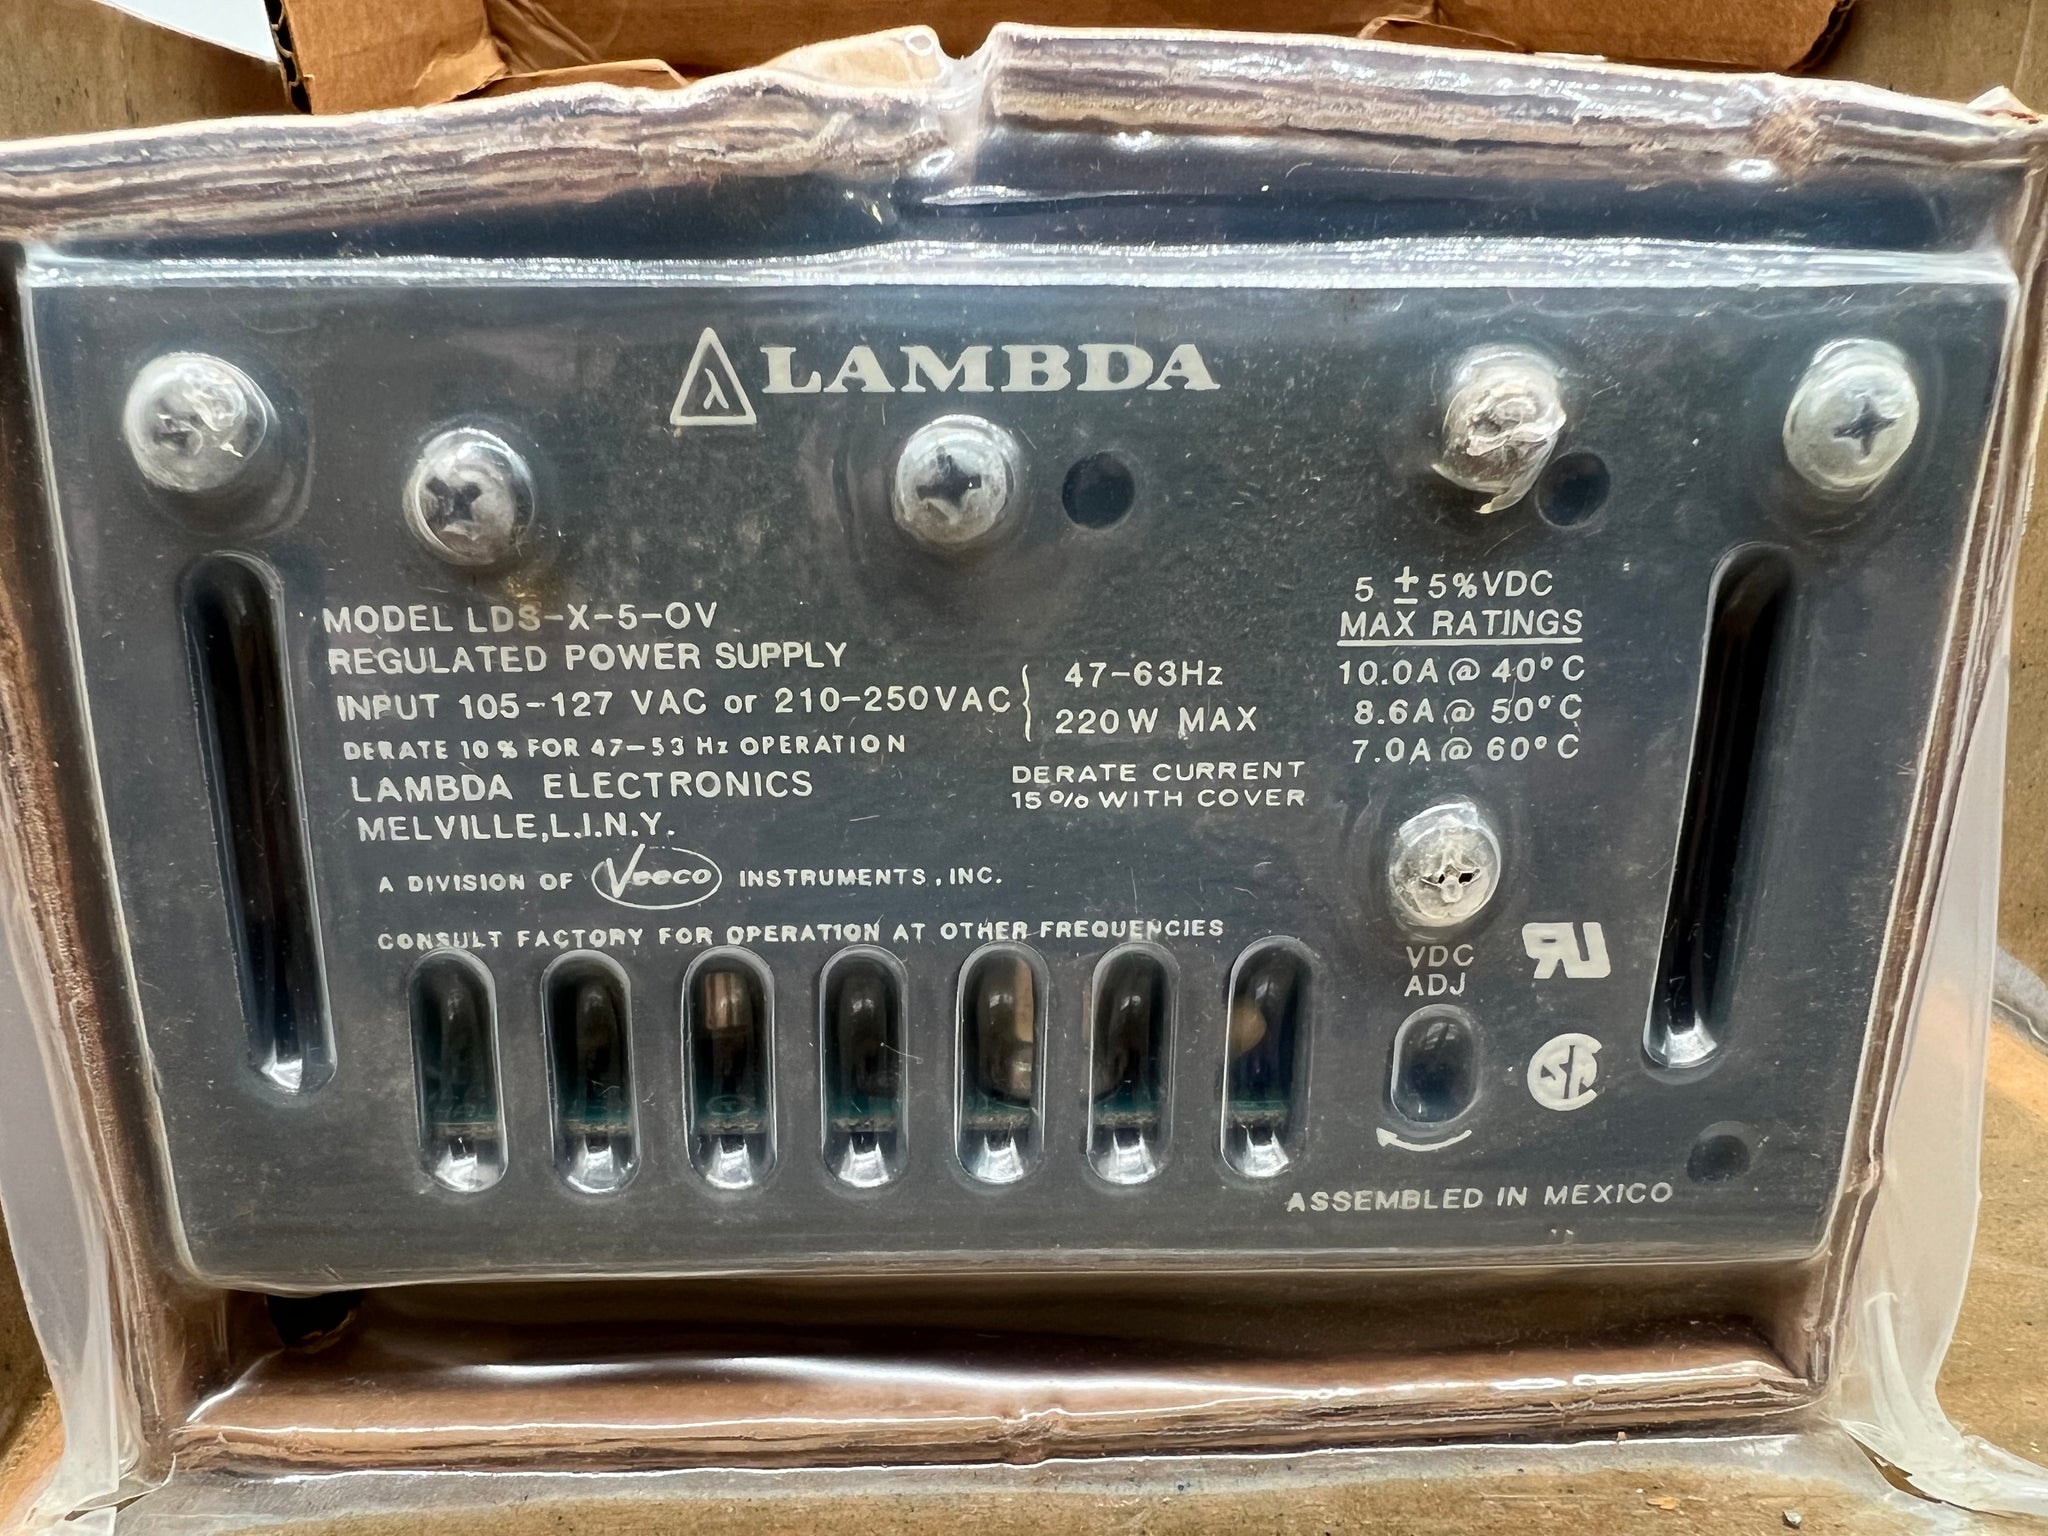 λ LAMBDA
MODEL LDS-X-5-OV
REGULATED POWER SUPPLY
INPUT 105-127 VAC or 210-250VAC { 47-63Hz
220W MAX
DERATE 10% FOR 47-53 Hz OPERATION
LAMBDA ELECTRONICS
MELVILLE,L.I.N.Y.
A DIVISION OF Veeco INSTRUMENTS, INC.
CONSULT FACTORY FOR OPERATION AT OTHER FREQUENCIES
DERATE CURRENT
15% WITH COVER
5 ± 5% VDC
MAX RATINGS
10.0A @ 40°C
8.6A @ 50°C
7.0A @ 60°C
VDC
ADJ
UR
SA
ASSEMBLED IN MEXICO